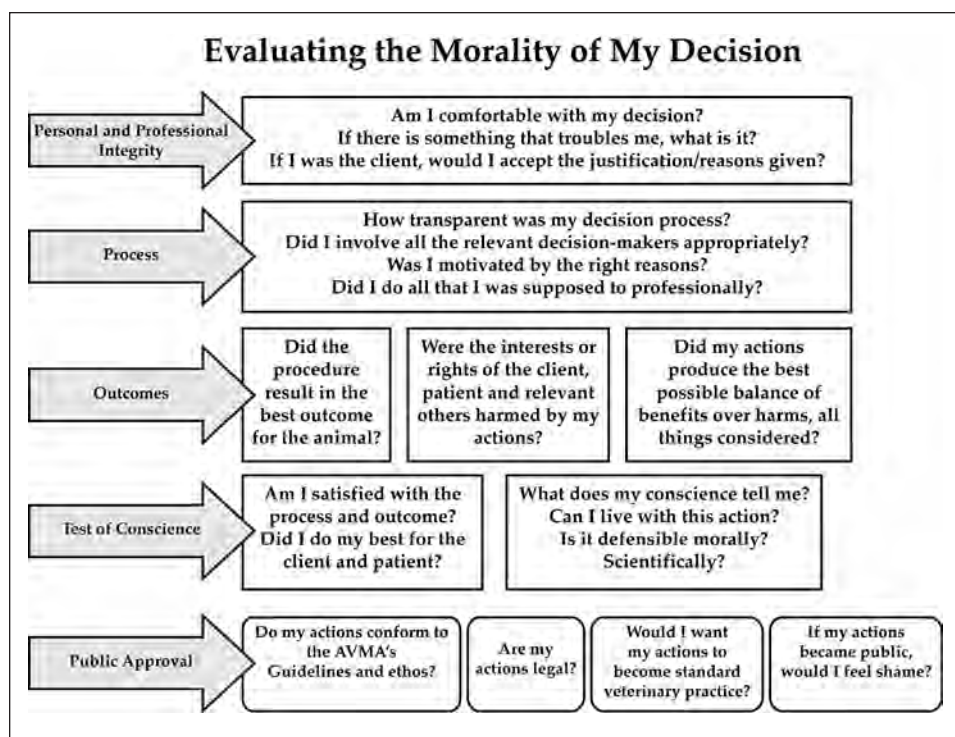 Evaluating the Morality of My Decision
Personal and Professional
Integrity
Am I comfortable with my decision?
If there is something that troubles me, what is it?
If I was the client, would I accept the justification/reasons given?
Process
How transparent was my decision process?
Did I involve all the relevant decision-makers appropriately?
Was I motivated by the right reasons?
Did I do all that I was supposed to professionally?
Outcomes
Did the
procedure
result in the
best outcome
for the animal?
Were the interests or
rights of the client,
patient and relevant
others harmed by my
actions?
Did my actions
produce the best
possible balance of
benefits over harms, all
things considered?
Test of Conscience
Am I satisfied with the
process and outcome?
Did I do my best for the
client and patient?
What does my conscience tell me?
Can I live with this action?
Is it defensible morally?
Scientifically?
Public Approval
Do my actions conform to
the AVMA's
Guidelines and ethos?
Are my
actions legal?
Would I want
my actions to
become standard
veterinary practice?
If my actions
became public,
would I feel shame?